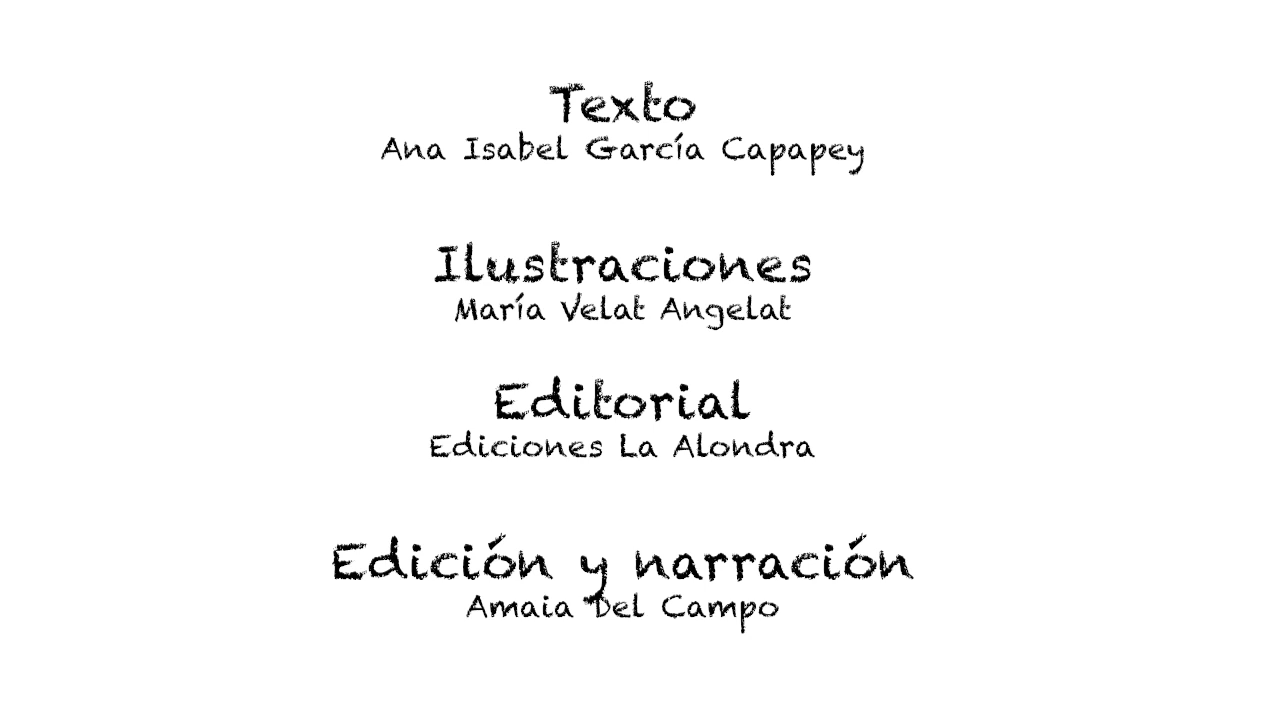 Texto
Ana Isabel García Capapey
Ilustraciones
María Velat Angelat
Editorial
Ediciones La Alondra
Edición y narración
Amaia Del Campo